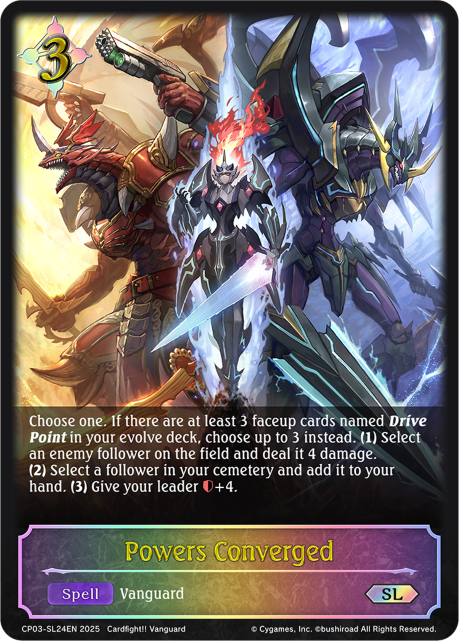 3
Choose one. If there are at least 3 faceup cards named Drive
Point in your evolve deck, choose up to 3 instead. (1) Select
an enemy follower on the field and deal it 4 damage.
(2) Select a follower in your cemetery and add it to your
hand. (3) Give your leader +4.
Powers Converged
Spell Vanguard SL
CP03-SL24EN 2025 Cardfight!! Vanguard © Cygames, Inc. ©bushiroad All Rights Reserved.